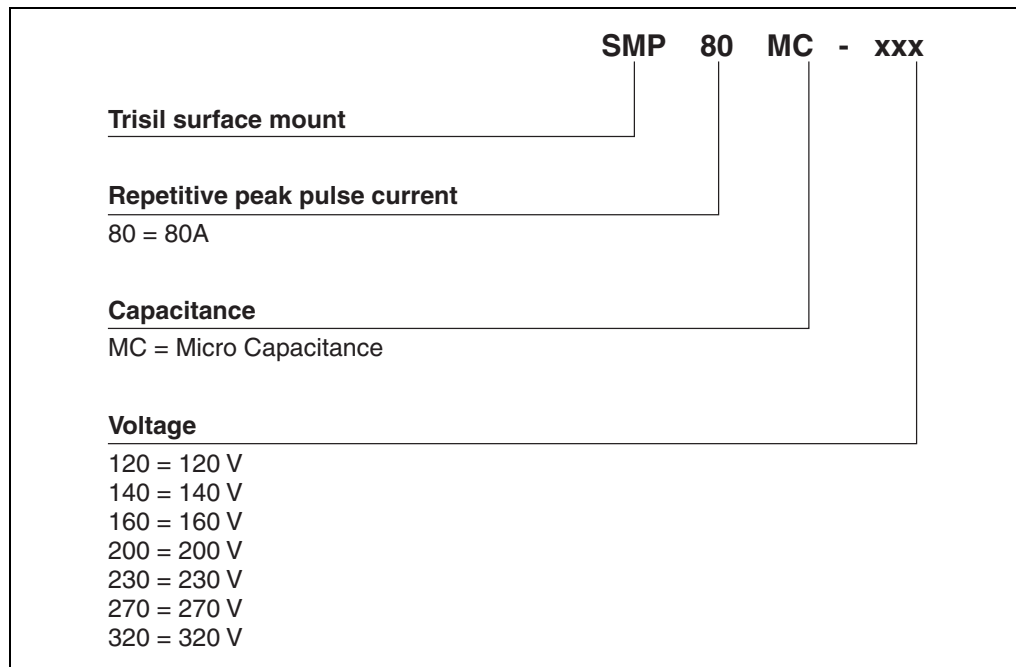 SMP 80 MC - xxx
Trisil surface mount
Repetitive peak pulse current
80 = 80A
Capacitance
MC = Micro Capacitance
Voltage
120 = 120 V
140 = 140 V
160 = 160 V
200 = 200 V
230 = 230 V
270 = 270 V
320 = 320 V